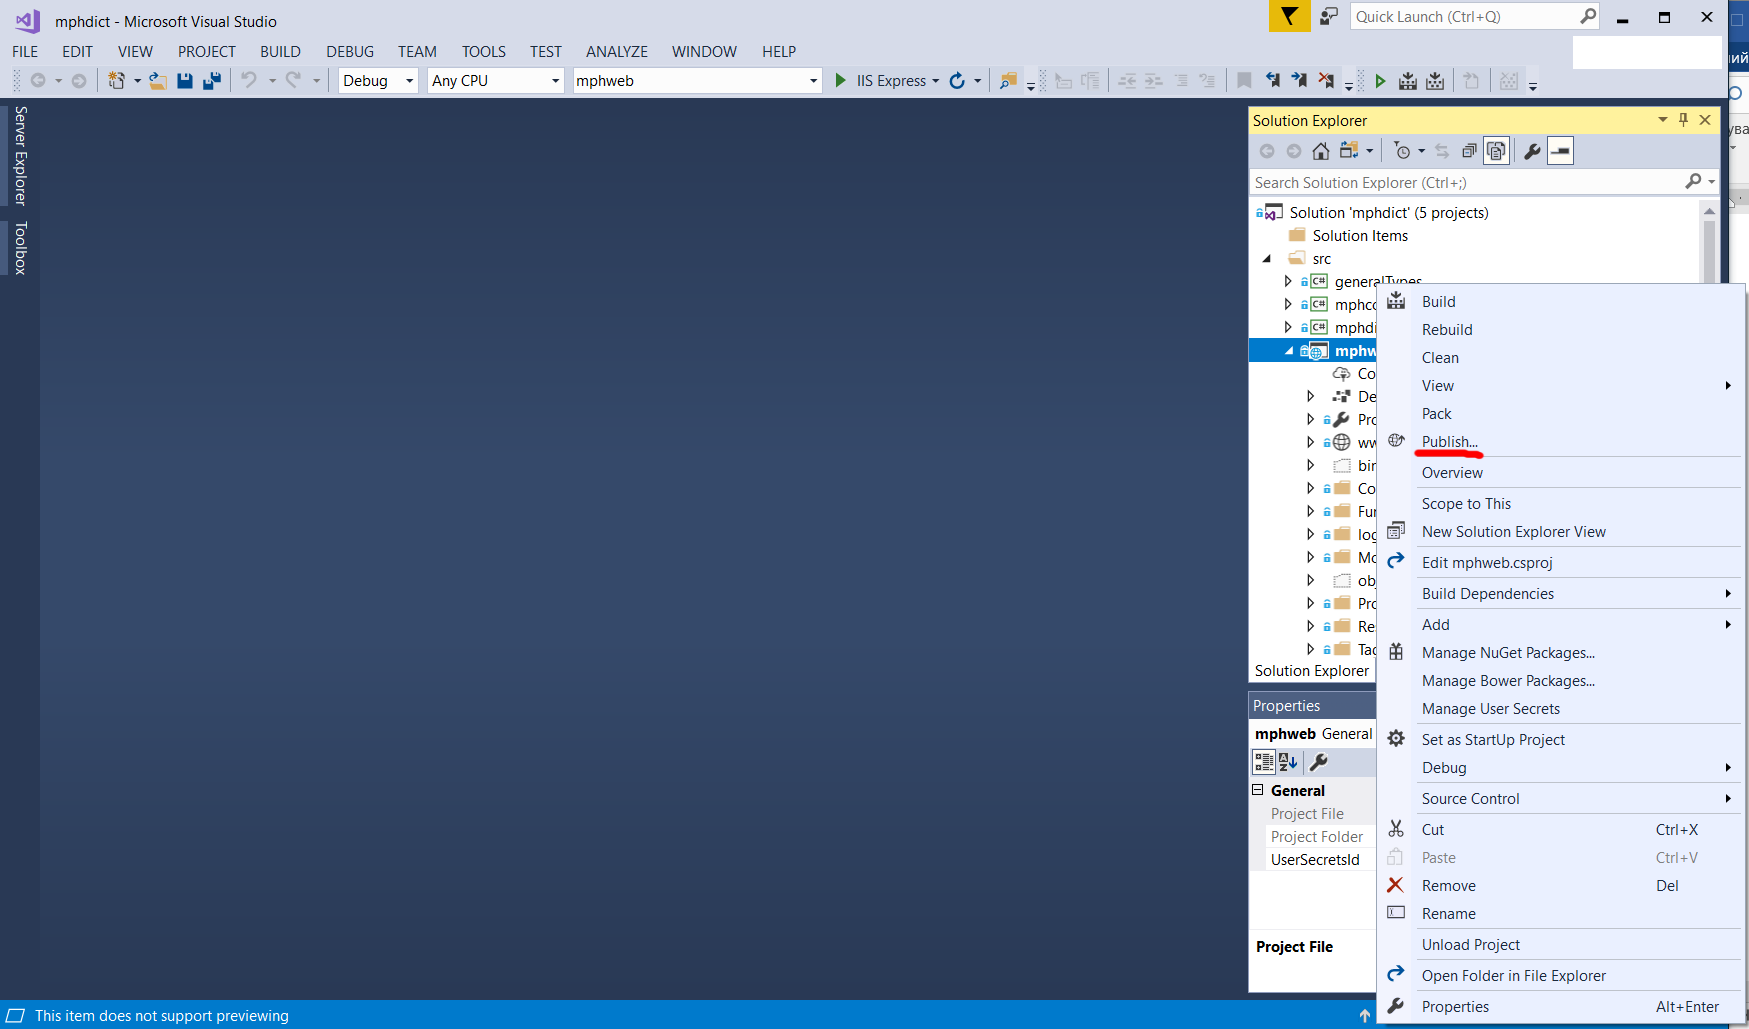 mphdict - Microsoft Visual Studio
Quick Launch (Ctrl+Q)
FILE EDIT VIEW PROJECT BUILD DEBUG TEAM TOOLS TEST ANALYZE WINDOW HELP
Debug Any CPU mphweb IIS Express
Server Explorer
Toolbox
Solution Explorer
Search Solution Explorer (Ctrl+;)
Solution 'mphdict' (5 projects)
Solution Items
src
C# generalTypes
C# mphco
C# mphdi
mphw
Co
De
Pro
ww
bin
Co
Fun
log
Mo
obj
Pro
Res
Tag
Solution Explorer
Properties
mphweb General
General
Project File
Project Folder
UserSecretsId
Project File
Build
Rebuild
Clean
View
Pack
Publish...
Overview
Scope to This
New Solution Explorer View
Edit mphweb.csproj
Build Dependencies
Add
Manage NuGet Packages...
Manage Bower Packages...
Manage User Secrets
Set as StartUp Project
Debug
Source Control
Cut Ctrl+X
Paste Ctrl+V
Remove Del
Rename
Unload Project
Open Folder in File Explorer
Properties Alt+Enter
This item does not support previewing
ий
ува